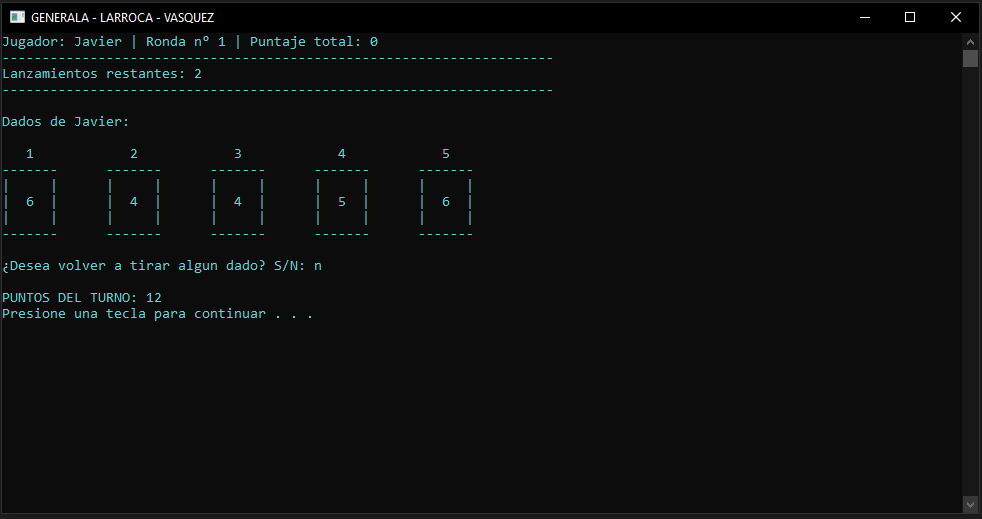 GENERALA - LARROCA - VASQUEZ
Jugador: Javier | Ronda nº 1 | Puntaje total: 0
---------------------------------------------------------------------
Lanzamientos restantes: 2
---------------------------------------------------------------------
Dados de Javier:
1 2 3 4 5
------- ------- ------- ------- -------
| | | | | | | | | |
| 6 | | 4 | | 4 | | 5 | | 6 |
| | | | | | | | | |
------- ------- ------- ------- -------
¿Desea volver a tirar algun dado? S/N: n
PUNTOS DEL TURNO: 12
Presione una tecla para continuar . . .